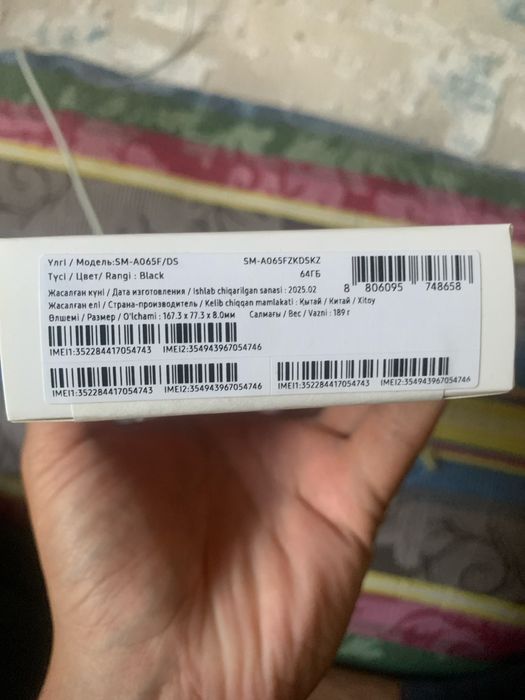 Үлгі / Модель:SM-A065F/DS SM-A065FZKDSKZ
Түсі / Цвет/ Rangi : Black 64ГБ
8 806095 748658
Жасалған күні / Дата изготовления / Ishlab chiqarilgan sanasi : 2025.02
Жасалған елі / Страна-производитель / Kelib chiqqan mamlakati : Қытай / Китай / Xitoy
Өлшемі / Размер / O'lchami : 167.3 x 77.3 x 8.0мм Салмағы / Вес / Vazni : 189 г
IMEI1:352284417054743 IMEI2:354943967054746
IMEI1:352284417054743 IMEI2:354943967054746 IMEI1:352284417054743 IMEI2:354943967054746